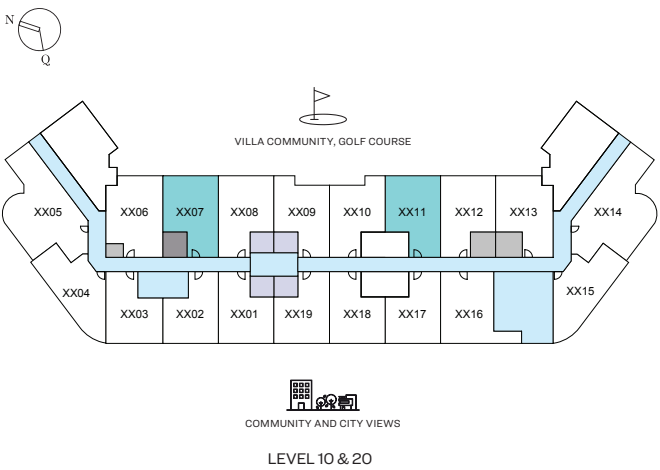 N
Q
VILLA COMMUNITY, GOLF COURSE
XX05
XX06
XX07
XX08
XX09
XX10
XX11
XX12
XX13
XX14
XX04
XX03
XX02
XX01
XX19
XX18
XX17
XX16
XX15
COMMUNITY AND CITY VIEWS
LEVEL 10 & 20